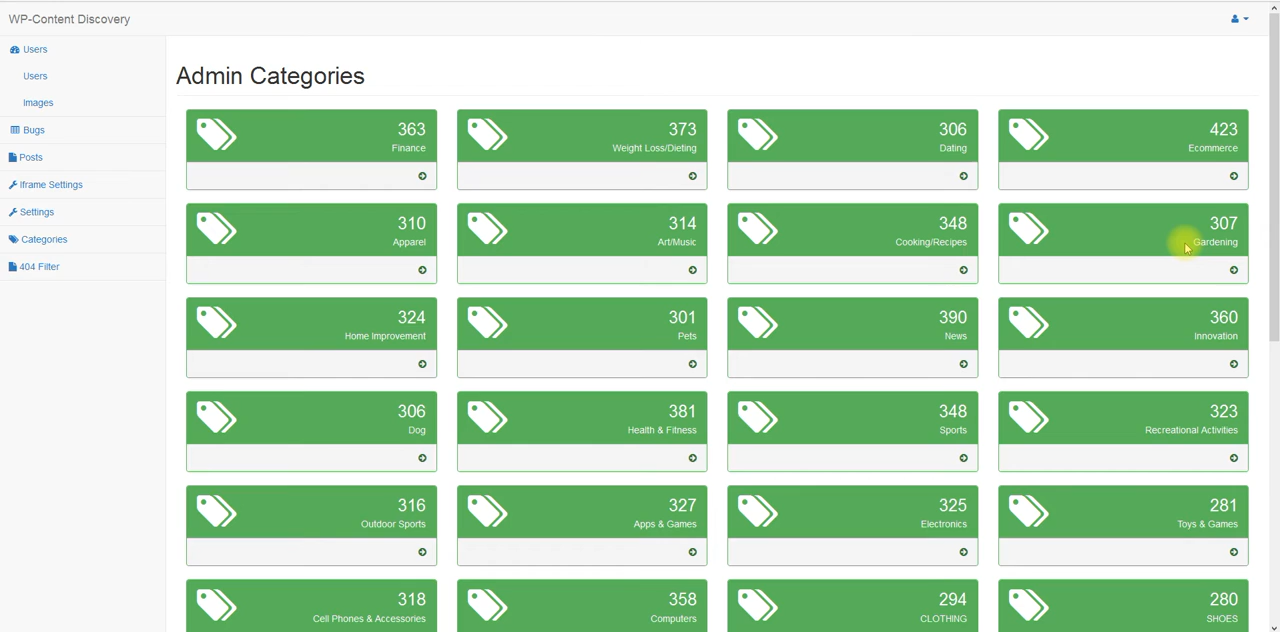 WP-Content Discovery
Users
Users
Images
Bugs
Posts
Iframe Settings
Settings
Categories
404 Filter
Admin Categories
363
Finance
373
Weight Loss/Dieting
306
Dating
423
Ecommerce
310
Apparel
314
Art/Music
348
Cooking/Recipes
307
Gardening
324
Home Improvement
301
Pets
390
News
360
Innovation
306
Dog
381
Health & Fitness
348
Sports
323
Recreational Activities
316
Outdoor Sports
327
Apps & Games
325
Electronics
281
Toys & Games
318
Cell Phones & Accessories
358
Computers
294
CLOTHING
280
SHOES